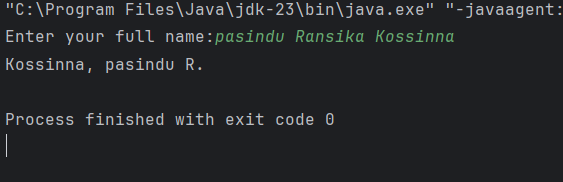 "C:\Program Files\Java\jdk-23\bin\java.exe" "-javaagent:
Enter your full name:pasindu Ransika Kossinna
Kossinna, pasindu R.
Process finished with exit code 0